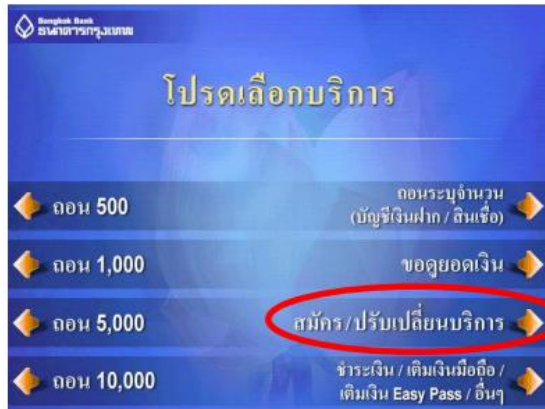 Bangkok Bank
ธนาคารกรุงเทพ
โปรดเลือกบริการ
ถอน 500
ถอนระบุจำนวน
(บัญชีเงินฝาก / สินเชื่อ)
ถอน 1,000
ขอดูยอดเงิน
ถอน 5,000
สมัคร/ปรับเปลี่ยนบริการ
ถอน 10,000
ชำระเงิน / เติมเงินมือถือ /
เติมเงิน Easy Pass / อื่นๆ